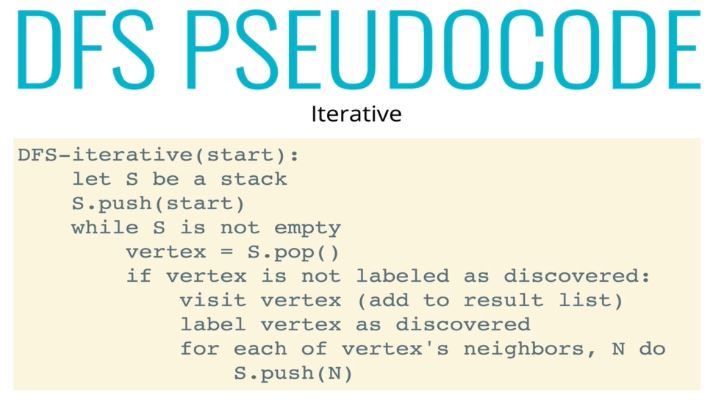 DFS PSEUDOCODE
Iterative
DFS-iterative(start):
    let S be a stack
    S.push(start)
    while S is not empty
        vertex = S.pop()
        if vertex is not labeled as discovered:
            visit vertex (add to result list)
            label vertex as discovered
            for each of vertex's neighbors, N do
                S.push(N)